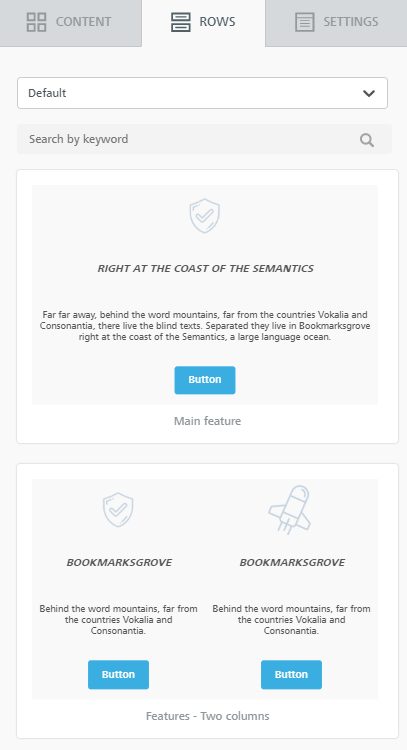 CONTENT
ROWS
SETTINGS
Default
Search by keyword
RIGHT AT THE COAST OF THE SEMANTICS
Far far away, behind the word mountains, far from the countries Vokalia and
Consonantia, there live the blind texts. Separated they live in Bookmarksgrove
right at the coast of the Semantics, a large language ocean.
Button
Main feature
BOOKMARKSGROVE
Behind the word mountains, far from
the countries Vokalia and
Consonantia.
Button
BOOKMARKSGROVE
Behind the word mountains, far from
the countries Vokalia and
Consonantia.
Button
Features - Two columns